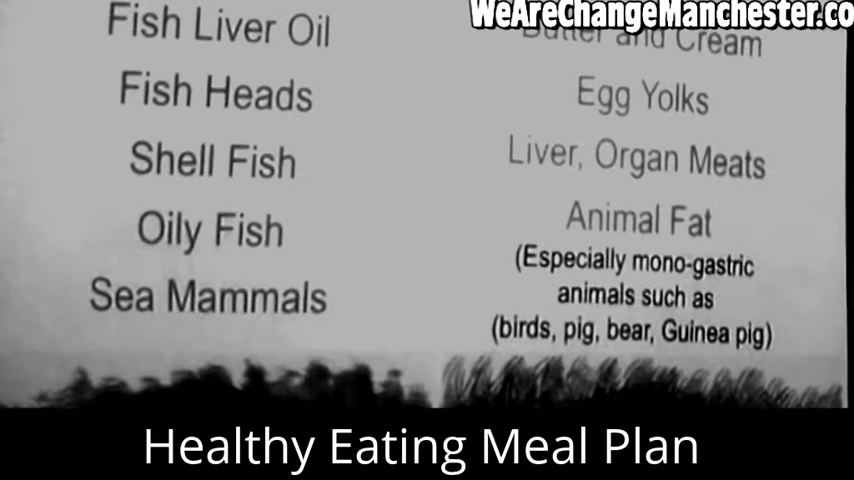 WeAreChangeManchester.co
Fish Liver Oil
Butter and Cream
Fish Heads
Egg Yolks
Shell Fish
Liver, Organ Meats
Oily Fish
Animal Fat
(Especially mono-gastric
animals such as
(birds, pig, bear, Guinea pig)
Sea Mammals
Healthy Eating Meal Plan